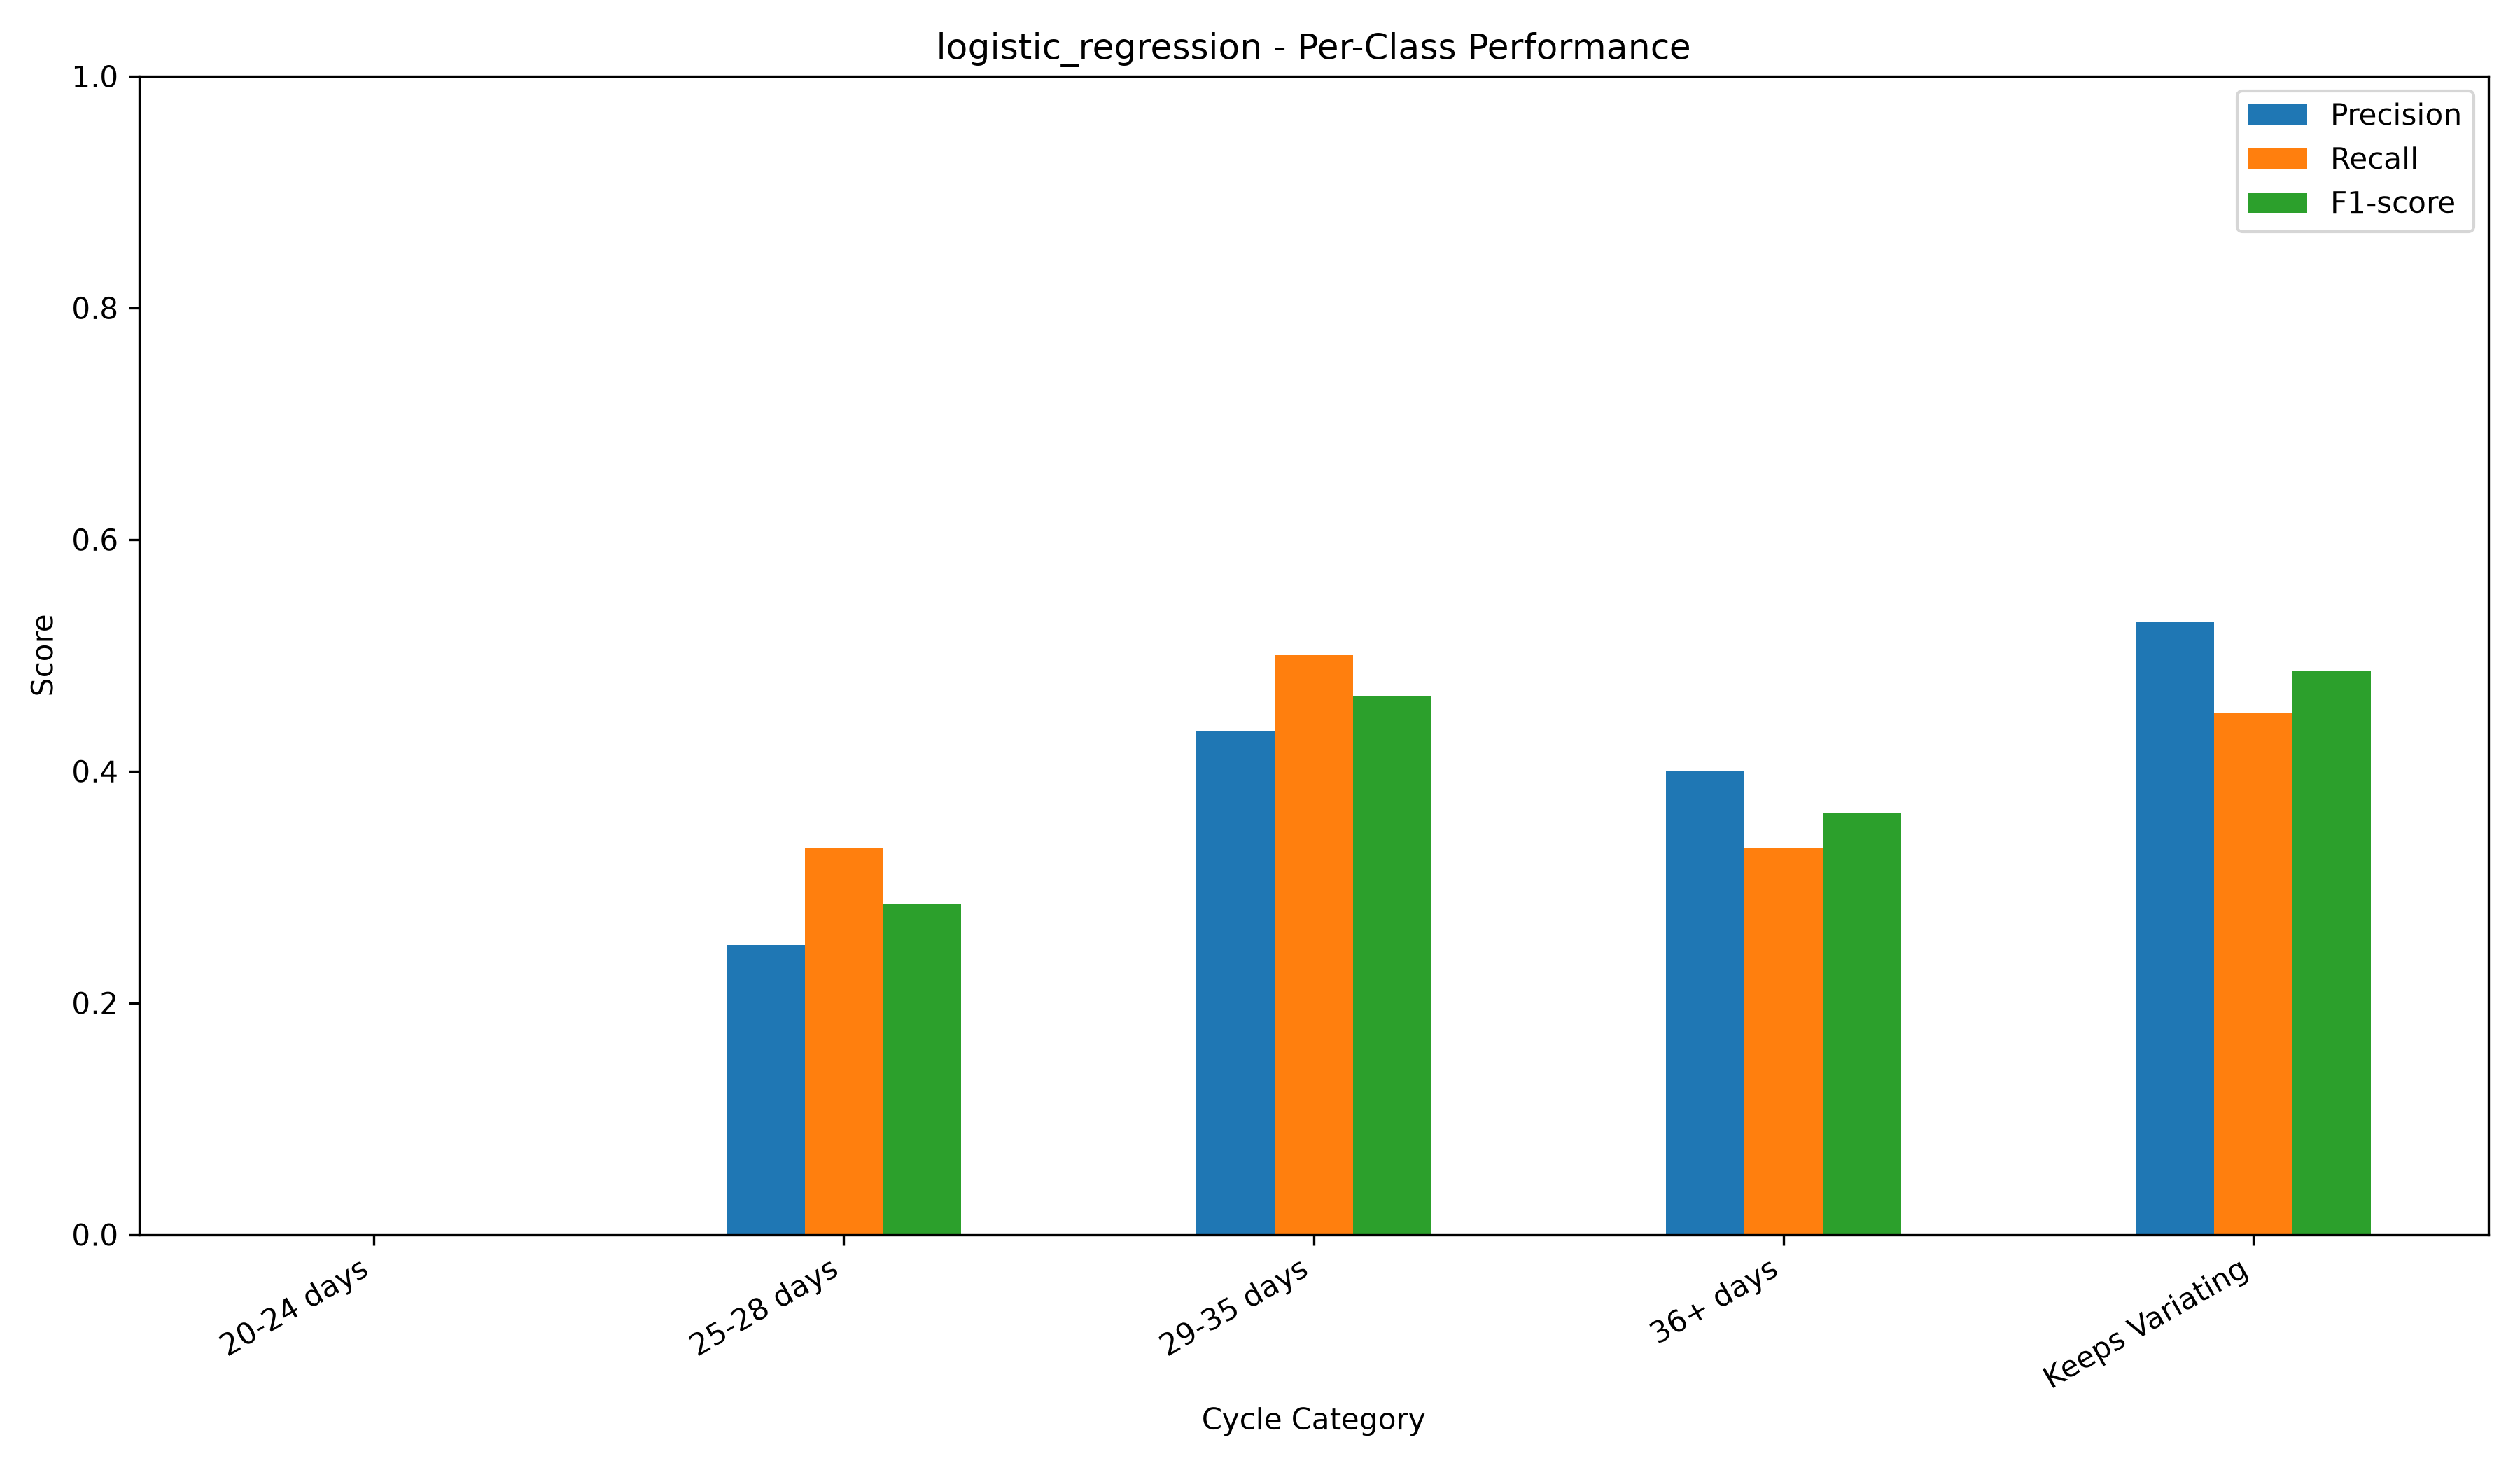 logistic_regression - Per-Class Performance
1.0
0.8
0.6
0.4
0.2
0.0
Score
Precision
Recall
F1-score
20-24 days
25-28 days
29-35 days
36+ days
Keeps Variating
Cycle Category